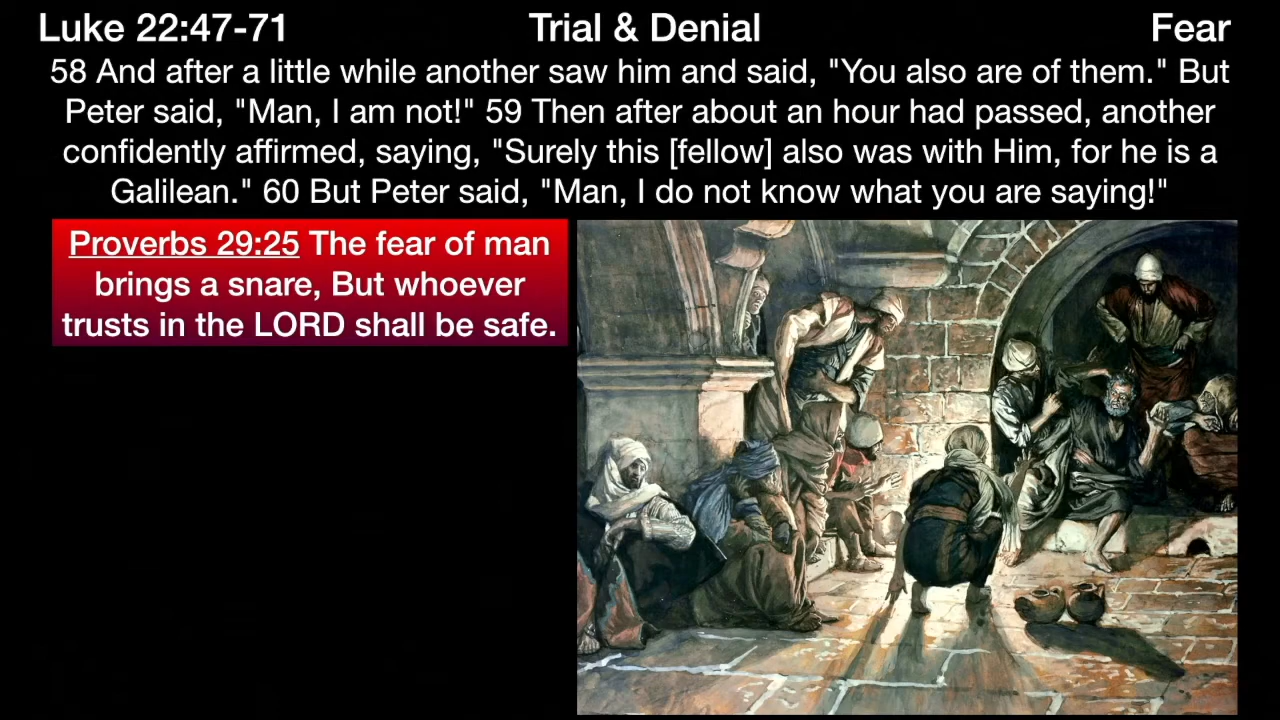 Luke 22:47-71 Trial & Denial Fear
58 And after a little while another saw him and said, "You also are of them." But
Peter said, "Man, I am not!" 59 Then after about an hour had passed, another
confidently affirmed, saying, "Surely this [fellow] also was with Him, for he is a
Galilean." 60 But Peter said, "Man, I do not know what you are saying!"
Proverbs 29:25 The fear of man
brings a snare, But whoever
trusts in the LORD shall be safe.